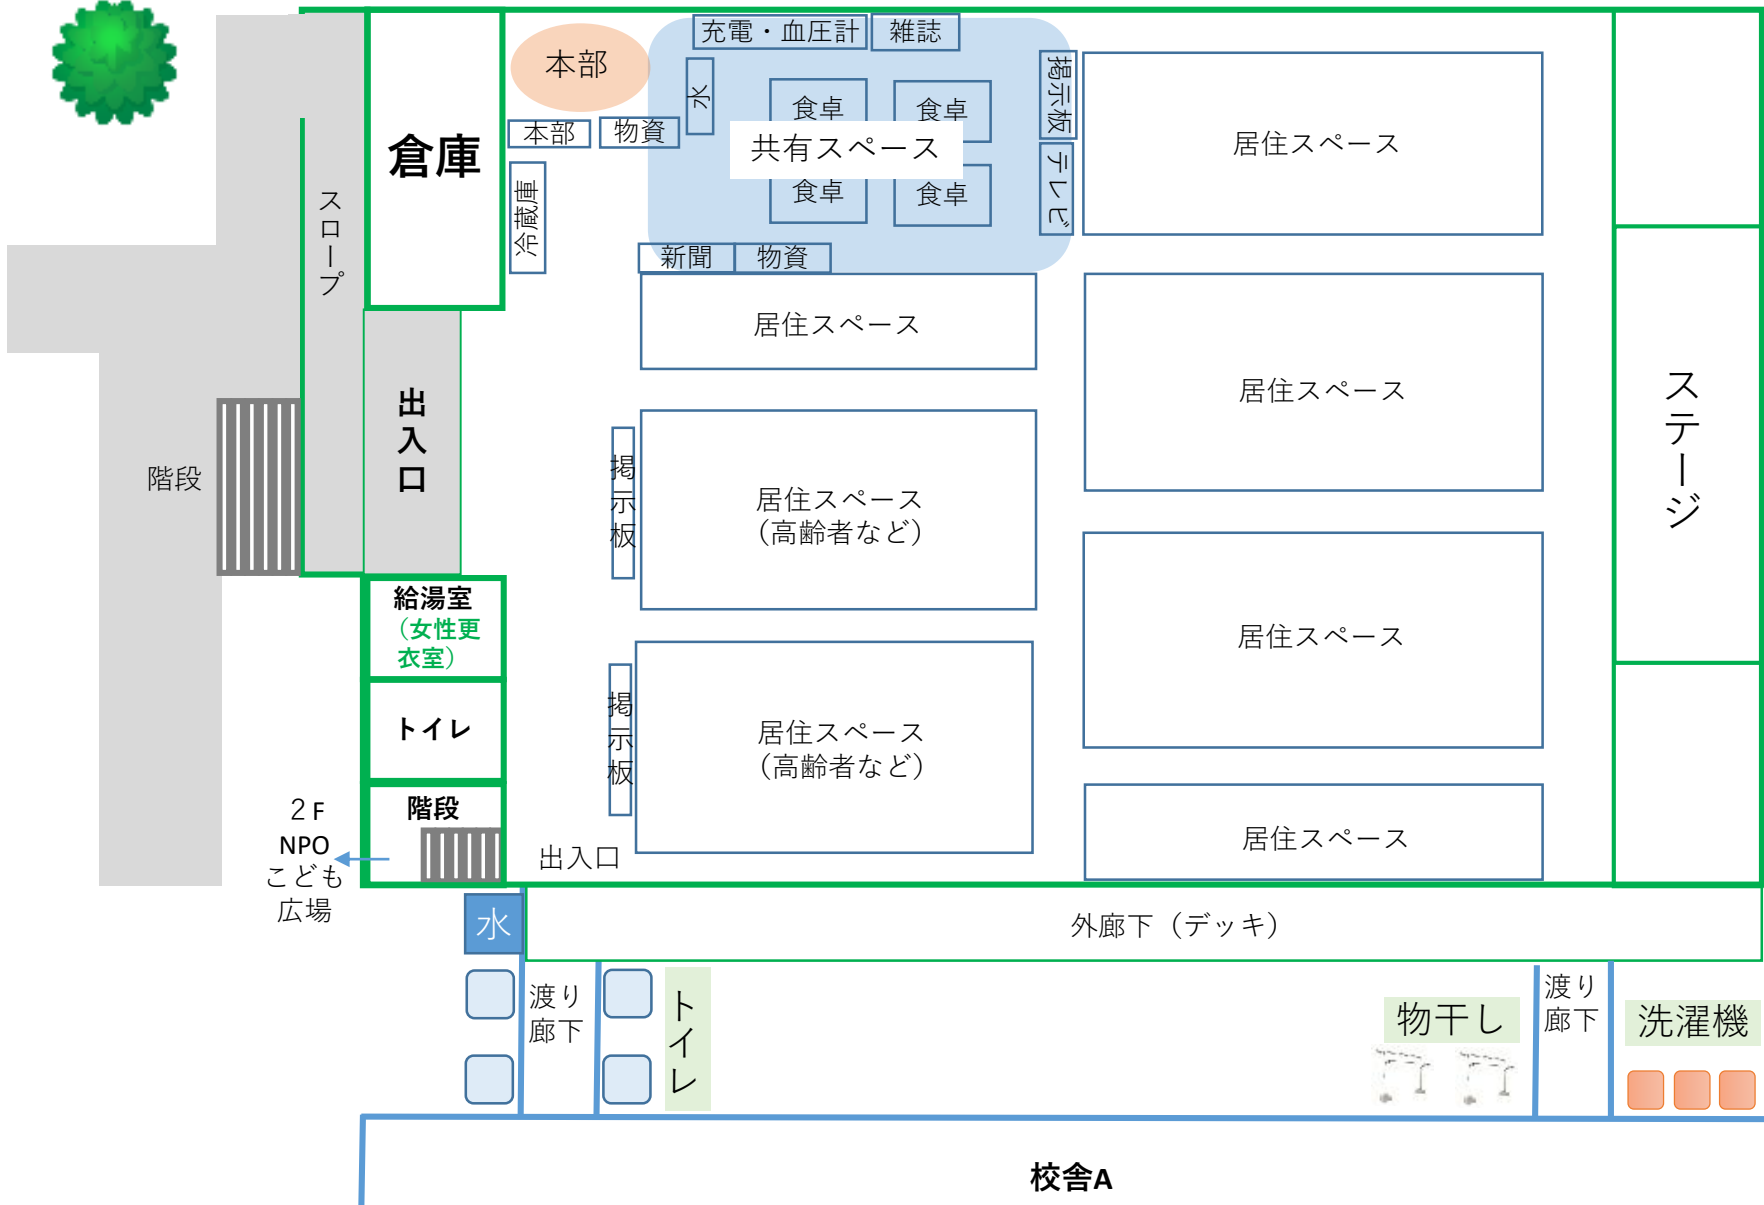 充電・血圧計
雑誌
本部
水
掲示板
食卓
食卓
倉庫
本部
物資
共有スペース
居住スペース
テレビ
食卓
食卓
冷蔵庫
スロープ
新聞
物資
居住スペース
居住スペース
ステージ
出入口
階段
掲示板
居住スペース
（高齢者など）
給湯室
（女性更
衣室）
居住スペース
トイレ
掲示板
居住スペース
（高齢者など）
階段
２F
NPO
こども
広場
出入口
居住スペース
水
外廊下（デッキ）
渡り
廊下
トイレ
物干し
渡り
廊下
洗濯機
校舎A